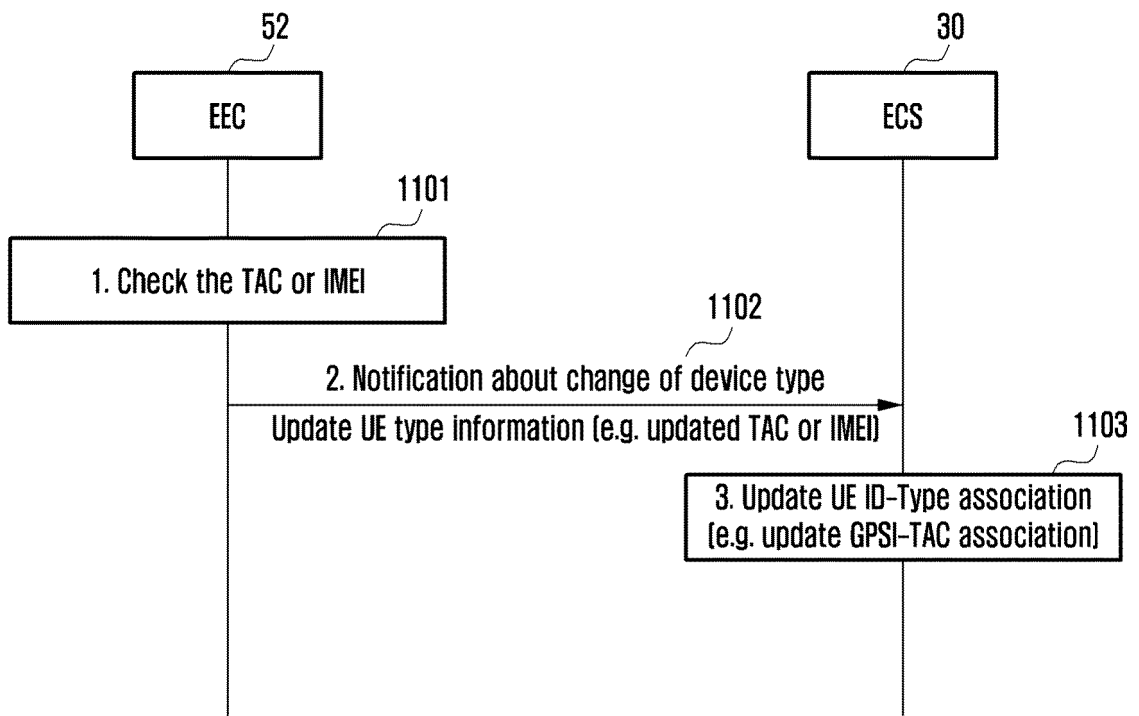 52
30
EEC
ECS
1101
1. Check the TAC or IMEI
1102
2. Notification about change of device type
Update UE type information (e.g. updated TAC or IMEI)
1103
3. Update UE ID-Type association
(e.g. update GPSI-TAC association)